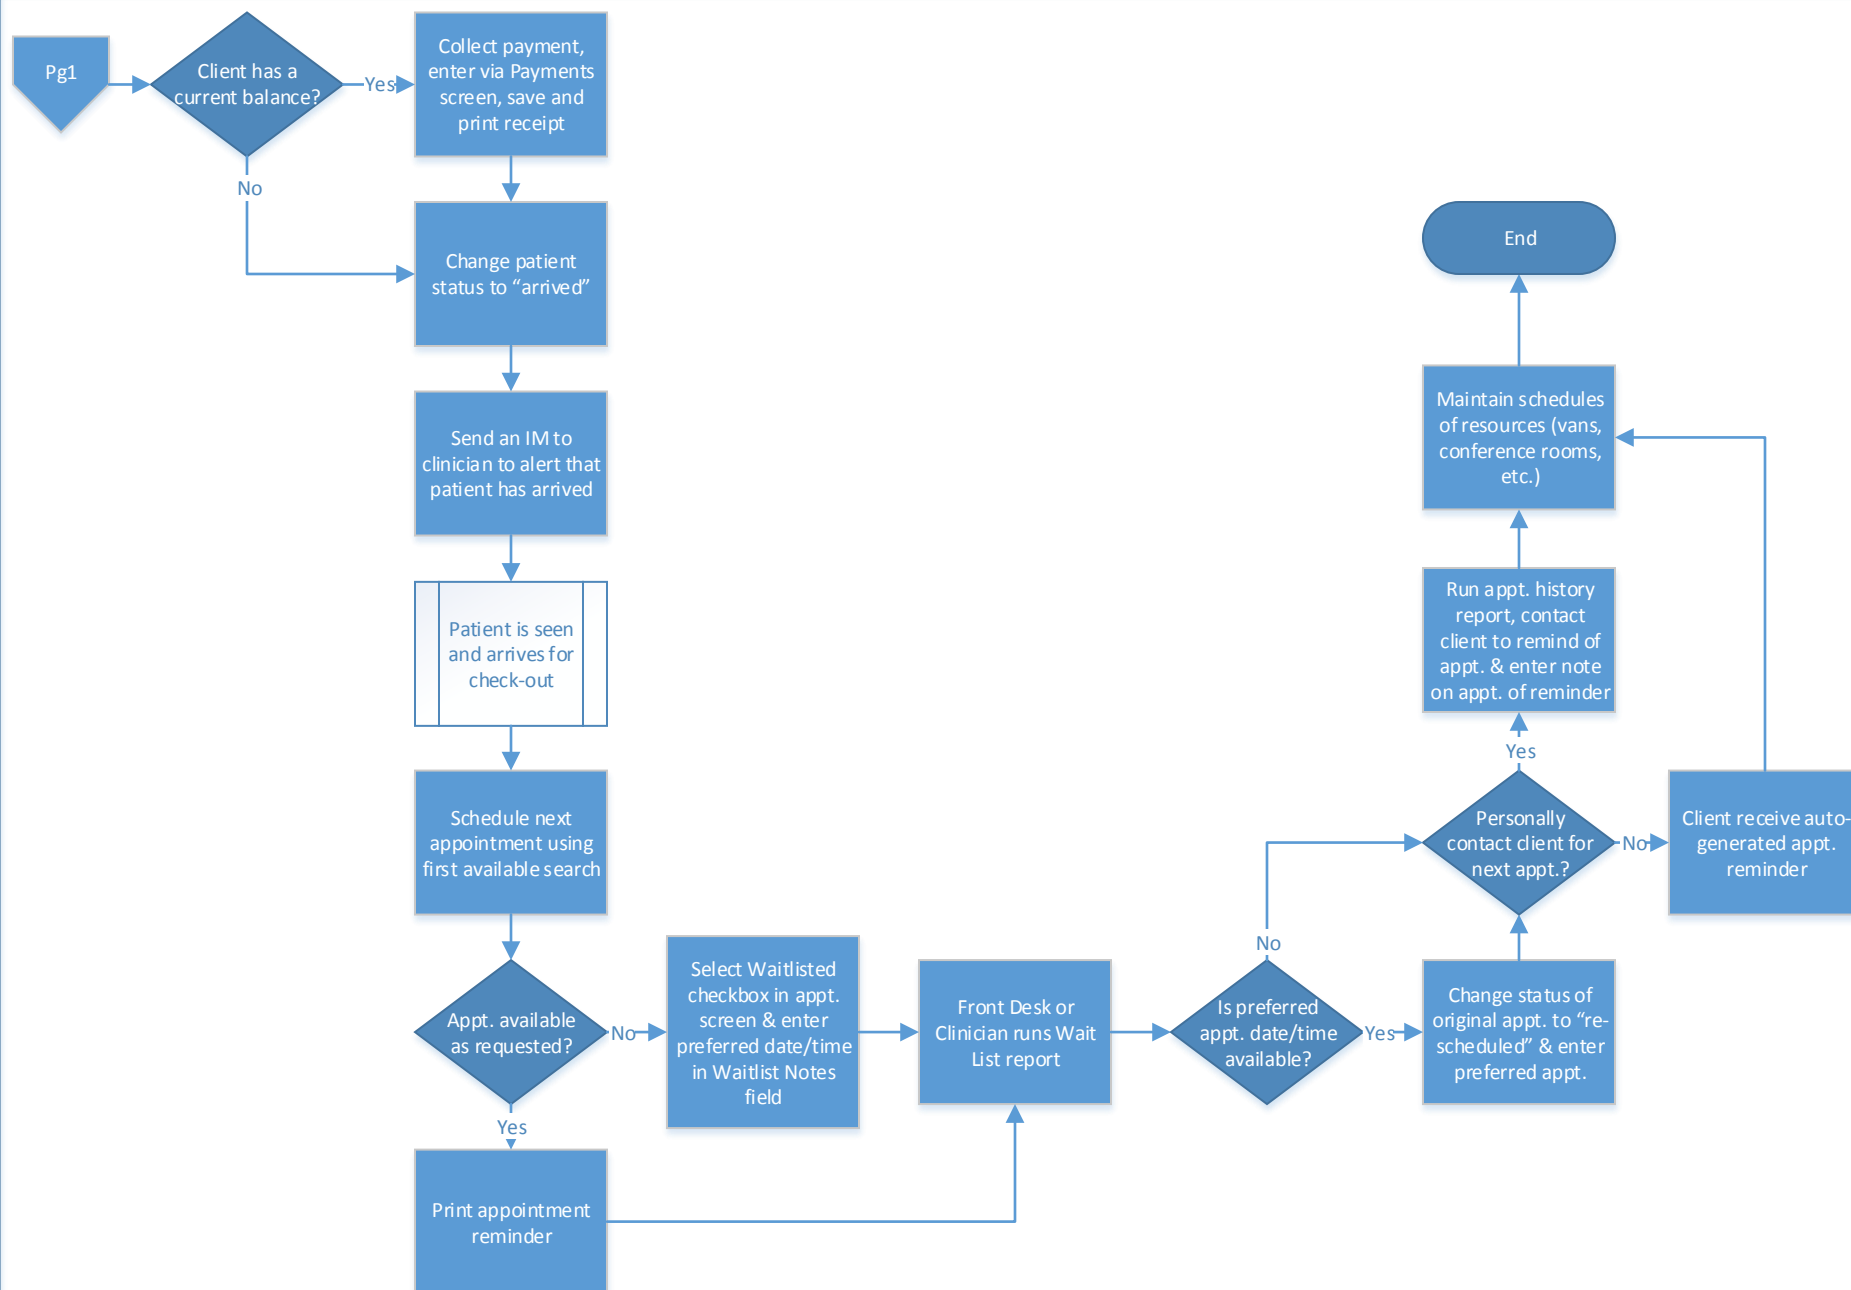 Pg1
Client has a
current balance?
Yes
Collect payment,
enter via Payments
screen, save and
print receipt
No
Change patient
status to “arrived”
Send an IM to
clinician to alert that
patient has arrived
Patient is seen
and arrives for
check-out
Schedule next
appointment using
first available search
Appt. available
as requested?
No
Yes
Print appointment
reminder
Select Waitlisted
checkbox in appt.
screen & enter
preferred date/time
in Waitlist Notes
field
Front Desk or
Clinician runs Wait
List report
Is preferred
appt. date/time
available?
No
Yes
Change status of
original appt. to “re-
scheduled” & enter
preferred appt.
Personally
contact client for
next appt.?
No
Client receive auto-
generated appt.
reminder
Yes
Run appt. history
report, contact
client to remind of
appt. & enter note
on appt. of reminder
Maintain schedules
of resources (vans,
conference rooms,
etc.)
End